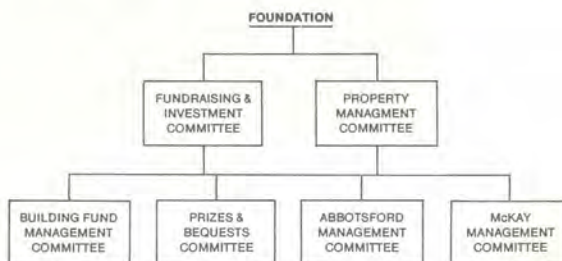 FOUNDATION
FUNDRAISING &
INVESTMENT
COMMITTEE
PROPERTY
MANAGMENT
COMMITTEE
BUILDING FUND
MANAGEMENT
COMMITTEE
PRIZES &
BEQUESTS
COMMITTEE
ABBOTSFORD
MANAGEMENT
COMMITTEE
McKAY
MANAGEMENT
COMMITTEE